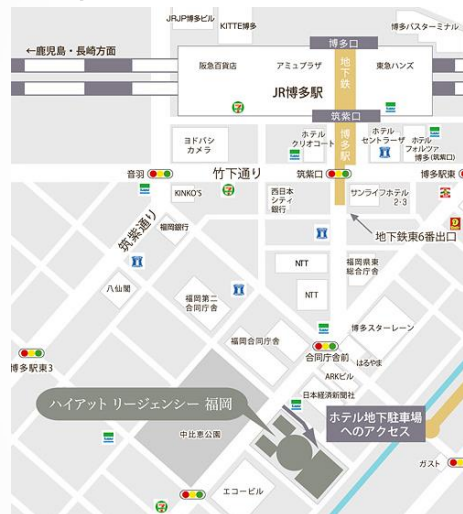 JRJP博多ビル
KITTE博多
博多バスターミナル
←鹿児島・長崎方面
博多口
阪急百貨店
アミュプラザ
地下鉄
東急ハンズ
JR博多駅
筑紫口
博多駅
ヨドバシ
カメラ
ホテル
クリオコート
ホテル
セントラーザ
ホテル
フォルツァ
博多(筑紫口)
音羽
竹下通り
筑紫口
博多駅東
KINKO'S
西日本
シティ
銀行
サンライフホテル
2・3
筑紫通り
福岡銀行
地下鉄東6番出口
八仙閣
NTT
福岡県東
総合庁舎
福岡第二
合同庁舎
NTT
博多スターレーン
福岡合同庁舎
合同庁舎前
はるやま
博多駅東3
ARKビル
日本経済新聞社
ハイアット リージェンシー 福岡
ホテル地下駐車場
へのアクセス
中比恵公園
ガスト
エコービル